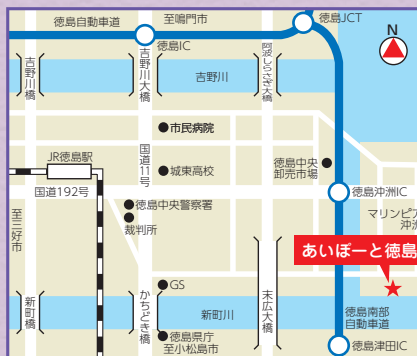 徳島自動車道
至鳴門市
徳島JCT
N
徳島IC
吉野川橋
吉野川大橋
阿波しらさぎ大橋
吉野川
市民病院
国道11号
JR徳島駅
城東高校
徳島中央
卸売市場
国道192号
徳島沖洲IC
至三好市
徳島中央警察署
裁判所
マリンピア
沖洲
あいぽーと徳島
GS
新町橋
かちどき橋
新町川
末広大橋
徳島南部
自動車道
徳島県庁
至小松島市
徳島津田IC